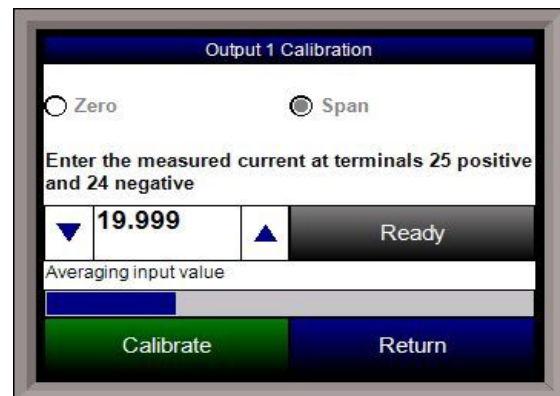 Output 1 Calibration
Zero
Span
Enter the measured current at terminals 25 positive
and 24 negative
19.999
Ready
Averaging input value
Calibrate
Return